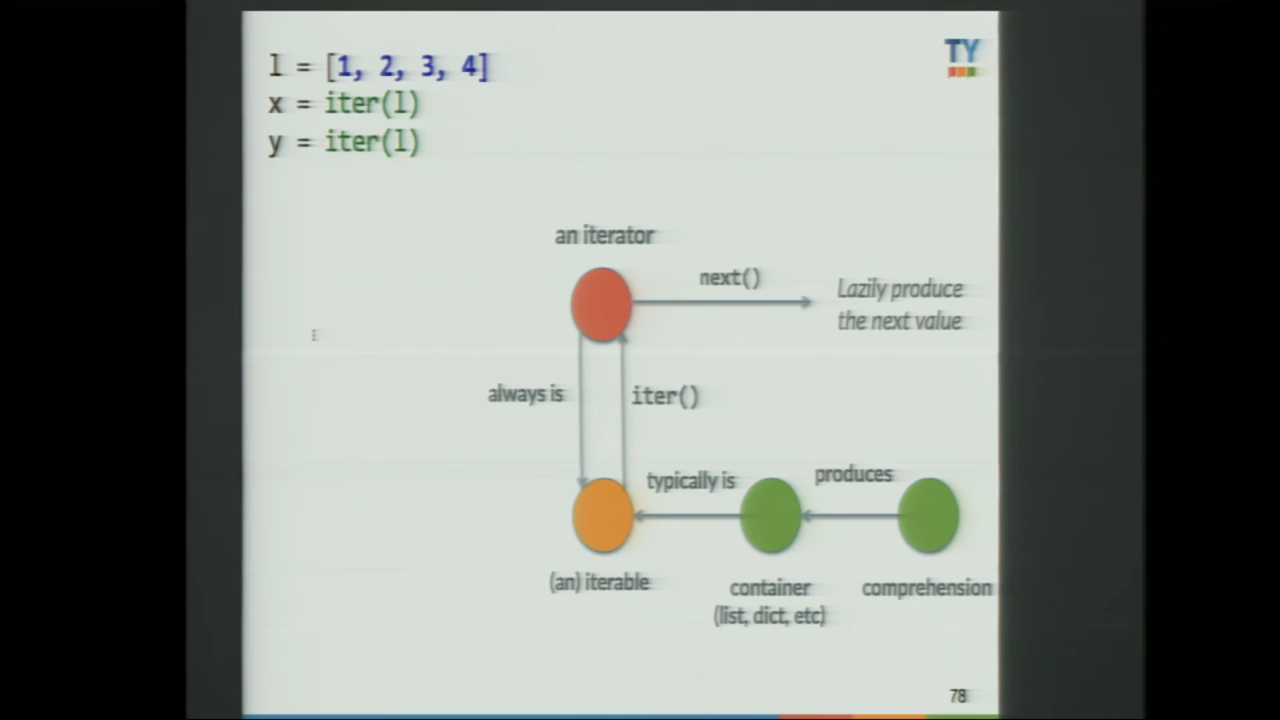 l = [1, 2, 3, 4]
x = iter(l)
y = iter(l)
TY
an iterator
next()
Lazily produce
the next value
always is
iter()
typically is
produces
(an) iterable
container
(list, dict, etc)
comprehension
78